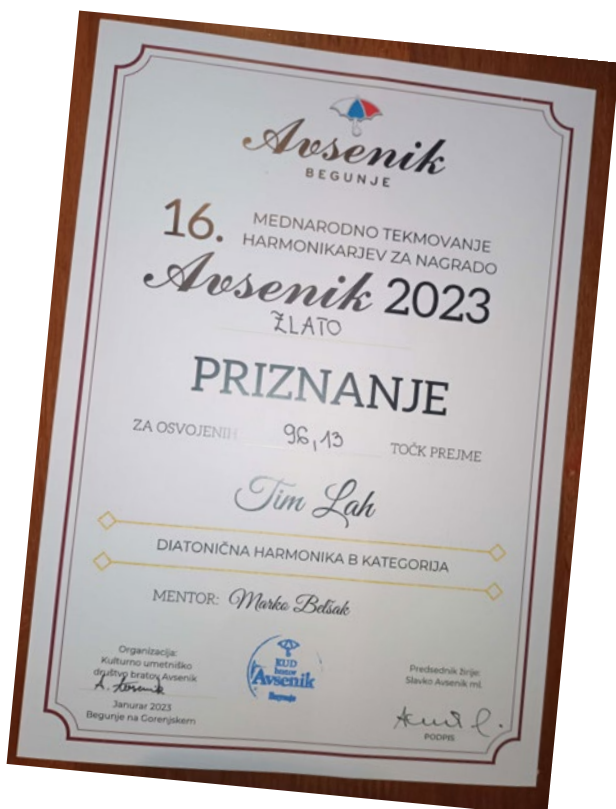 Avsenik
BEGUNJE
16. MEDNARODNO TEKMOVANJE
HARMONIKARJEV ZA NAGRADO
Avsenik 2023
ZLATO
PRIZNANJE
ZA OSVOJENIH 96,13 TOČK PREJME
Tim Lah
DIATONIČNA HARMONIKA B KATEGORIJA
MENTOR: Marko Belšak
Organizacija:
Kulturno umetniško
društvo bratov Avsenik
Janurar 2023
Begunje na Gorenjskem
KUD
bratov
Avsenik
Begunje
Predsednik žirije:
Slavko Avsenik ml.
PODPIS